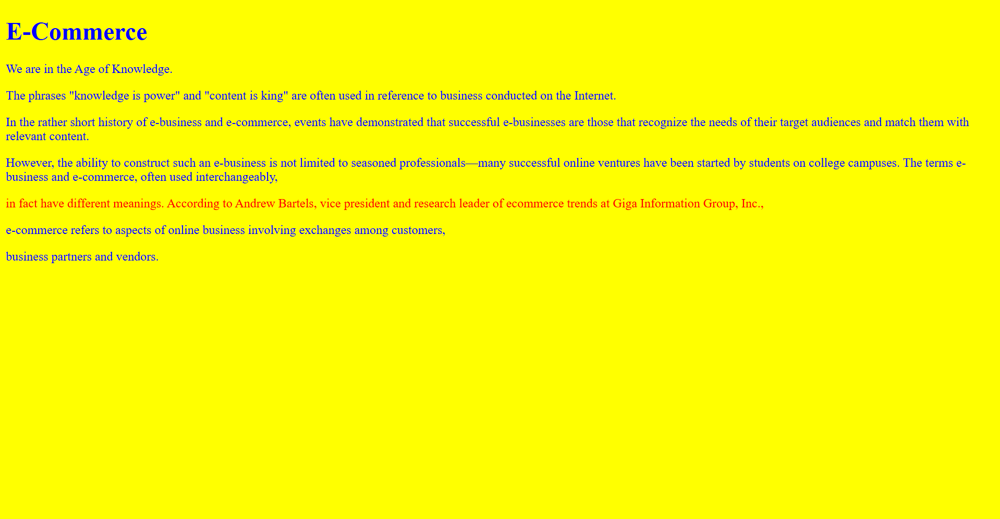 E-Commerce
We are in the Age of Knowledge.
The phrases "knowledge is power" and "content is king" are often used in reference to business conducted on the Internet.
In the rather short history of e-business and e-commerce, events have demonstrated that successful e-businesses are those that recognize the needs of their target audiences and match them with
relevant content.
However, the ability to construct such an e-business is not limited to seasoned professionals—many successful online ventures have been started by students on college campuses. The terms e-
business and e-commerce, often used interchangeably,
in fact have different meanings. According to Andrew Bartels, vice president and research leader of ecommerce trends at Giga Information Group, Inc.,
e-commerce refers to aspects of online business involving exchanges among customers,
business partners and vendors.